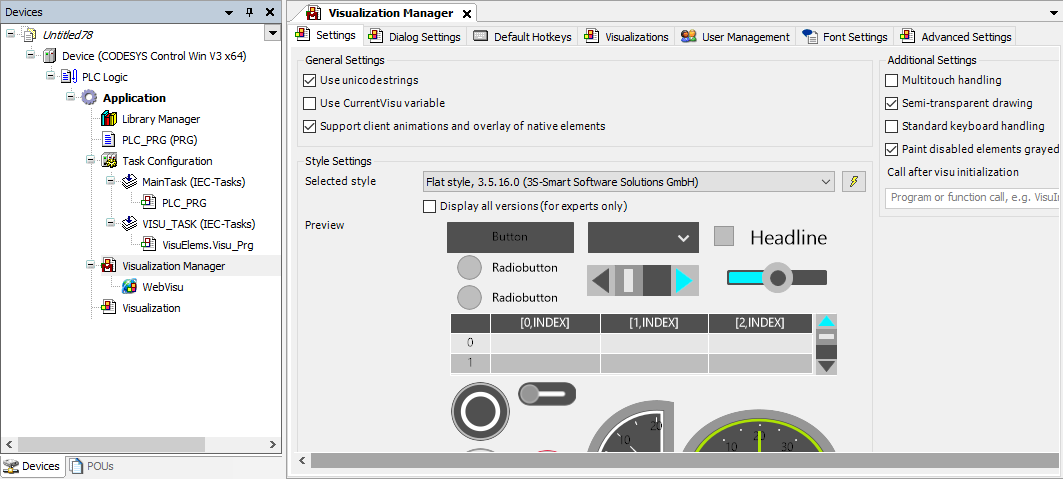 Devices
Untitled78
Device (CODESYS Control Win V3 x64)
PLC Logic
Application
Library Manager
PLC_PRG (PRG)
Task Configuration
MainTask (IEC-Tasks)
PLC_PRG
VISU_TASK (IEC-Tasks)
VisuElems.Visu_Prg
Visualization Manager
WebVisu
Visualization
Devices POUs
Visualization Manager
Settings Dialog Settings Default Hotkeys Visualizations User Management Font Settings Advanced Settings
General Settings
Use unicodestrings
Use CurrentVisu variable
Support client animations and overlay of native elements
Style Settings
Selected style Flat style, 3.5.16.0 (3S-Smart Software Solutions GmbH)
Display all versions (for experts only)
Preview
Button Headline
Radiobutton
Radiobutton
[0,INDEX] [1,INDEX] [2,INDEX]
0
1
10 20
10 20 30
Additional Settings
Multitouch handling
Semi-transparent drawing
Standard keyboard handling
Paint disabled elements grayed
Call after visu initialization
Program or function call, e.g. VisuIn